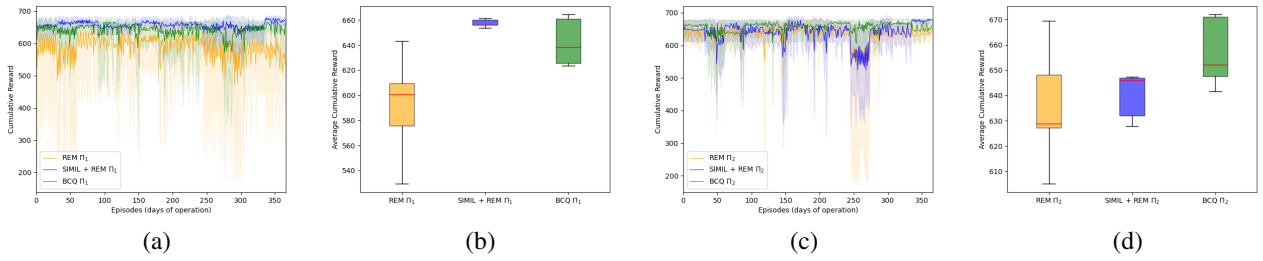 Cumulative Reward
700
600
500
400
300
200
0 50 100 150 200 250 300 350
Episodes (days of operation)
REM Π₁
SIMIL + REM Π₁
BCQ Π₁
(a)
Average Cumulative Reward
660
640
620
600
580
560
540
REM Π₁ SIMIL + REM Π₁ BCQ Π₁
(b)
Cumulative Reward
700
600
500
400
300
200
0 50 100 150 200 250 300 350
Episodes (days of operation)
REM Π₂
SIMIL + REM Π₂
BCQ Π₂
(c)
Average Cumulative Reward
670
660
650
640
630
620
610
REM Π₂ SIMIL + REM Π₂ BCQ Π₂
(d)